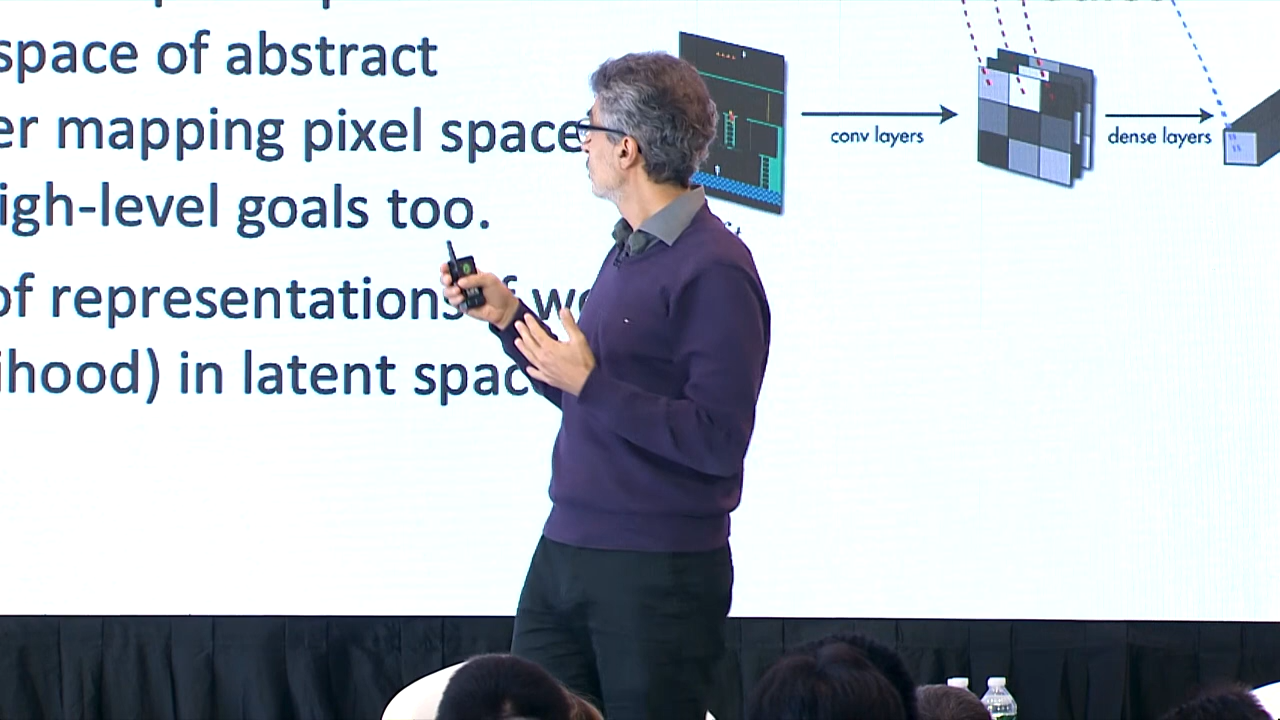 space of abstract
er mapping pixel space
igh-level goals too.
of representations
ihood) in latent spac
conv layers
dense layers